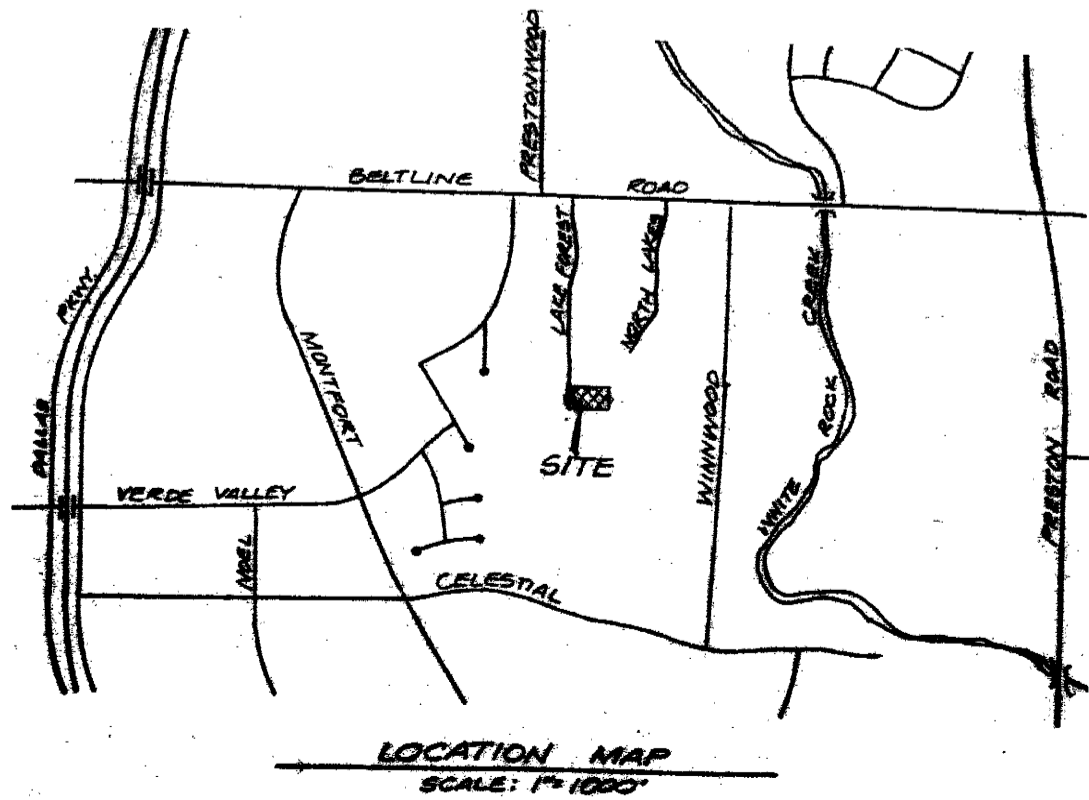 PRESTONWOOD
BELTLINE ROAD
LAKE FOREST
NORTH LAKES
CREEK
PKWY.
MONTFORT
PRESTON ROAD
WINNWOOD
ROCK
DALLAS
SITE
VERDE VALLEY
WHITE
NOEL
CELESTIAL
LOCATION MAP
SCALE: 1"=1000'